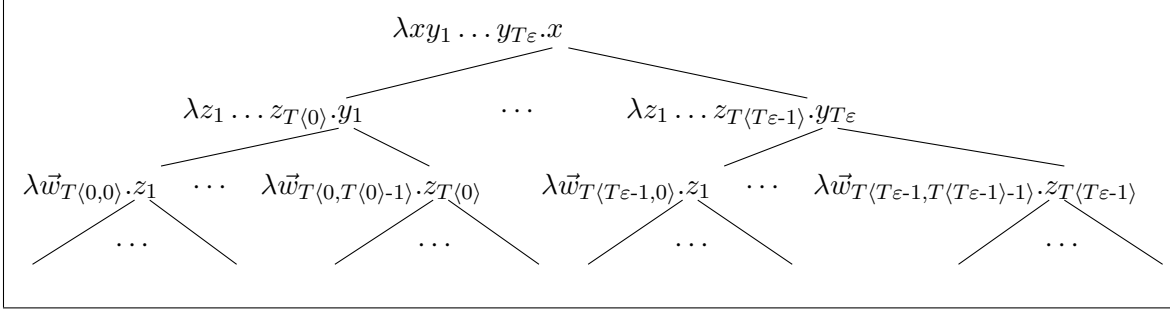 λxy₁ … y_{Tε}.x
λz₁ … z_{T⟨0⟩}.y₁ ⋯ λz₁ … z_{T⟨Tε-1⟩}.y_{Tε}
λw⃗_{T⟨0,0⟩}.z₁ ⋯ λw⃗_{T⟨0,T⟨0⟩-1⟩}.z_{T⟨0⟩} λw⃗_{T⟨Tε-1,0⟩}.z₁ ⋯ λw⃗_{T⟨Tε-1,T⟨Tε-1⟩-1⟩}.z_{T⟨Tε-1⟩}
⋯ ⋯ ⋯ ⋯